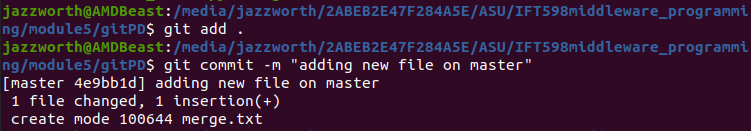 jazzworth@AMDBeast:/media/jazzworth/2ABEB2E47F284A5E/ASU/IFT598middleware_programmi
ng/module5/gitPD$ git add .
jazzworth@AMDBeast:/media/jazzworth/2ABEB2E47F284A5E/ASU/IFT598middleware_programmi
ng/module5/gitPD$ git commit -m "adding new file on master"
[master 4e9bb1d] adding new file on master
 1 file changed, 1 insertion(+)
 create mode 100644 merge.txt